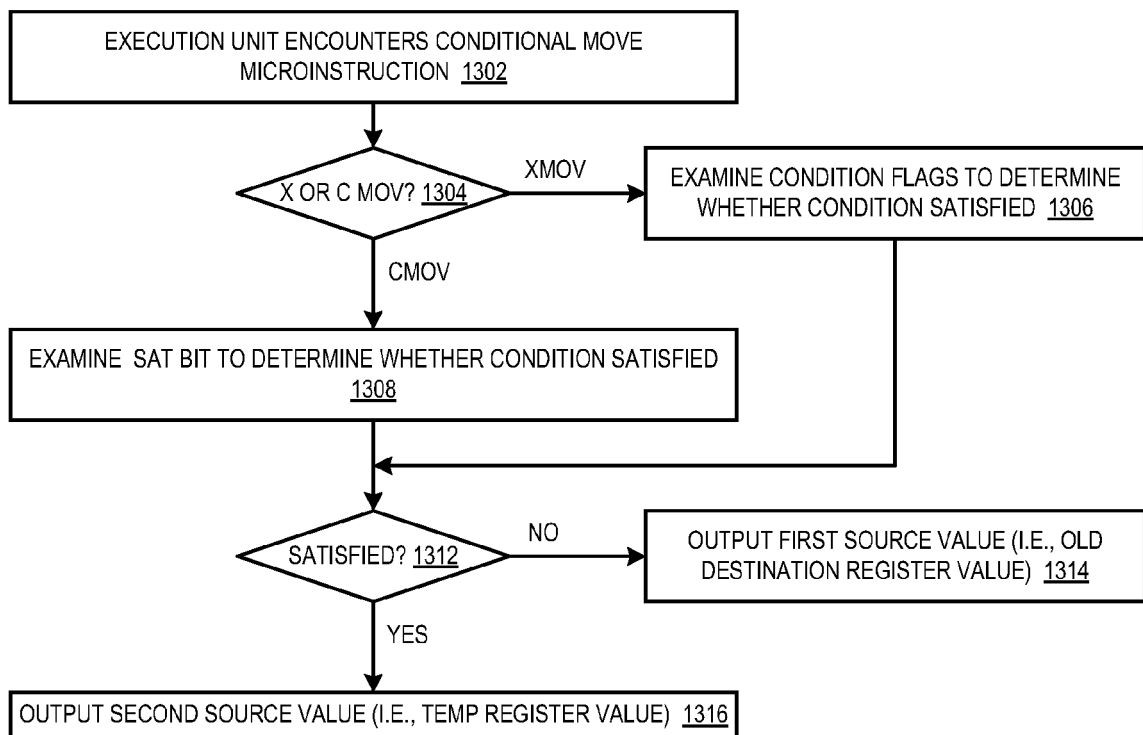 EXECUTION UNIT ENCOUNTERS CONDITIONAL MOVE
MICROINSTRUCTION 1302
X OR C MOV? 1304
XMOV
EXAMINE CONDITION FLAGS TO DETERMINE
WHETHER CONDITION SATISFIED 1306
CMOV
EXAMINE SAT BIT TO DETERMINE WHETHER CONDITION SATISFIED
1308
SATISFIED? 1312
NO
OUTPUT FIRST SOURCE VALUE (I.E., OLD
DESTINATION REGISTER VALUE) 1314
YES
OUTPUT SECOND SOURCE VALUE (I.E., TEMP REGISTER VALUE) 1316